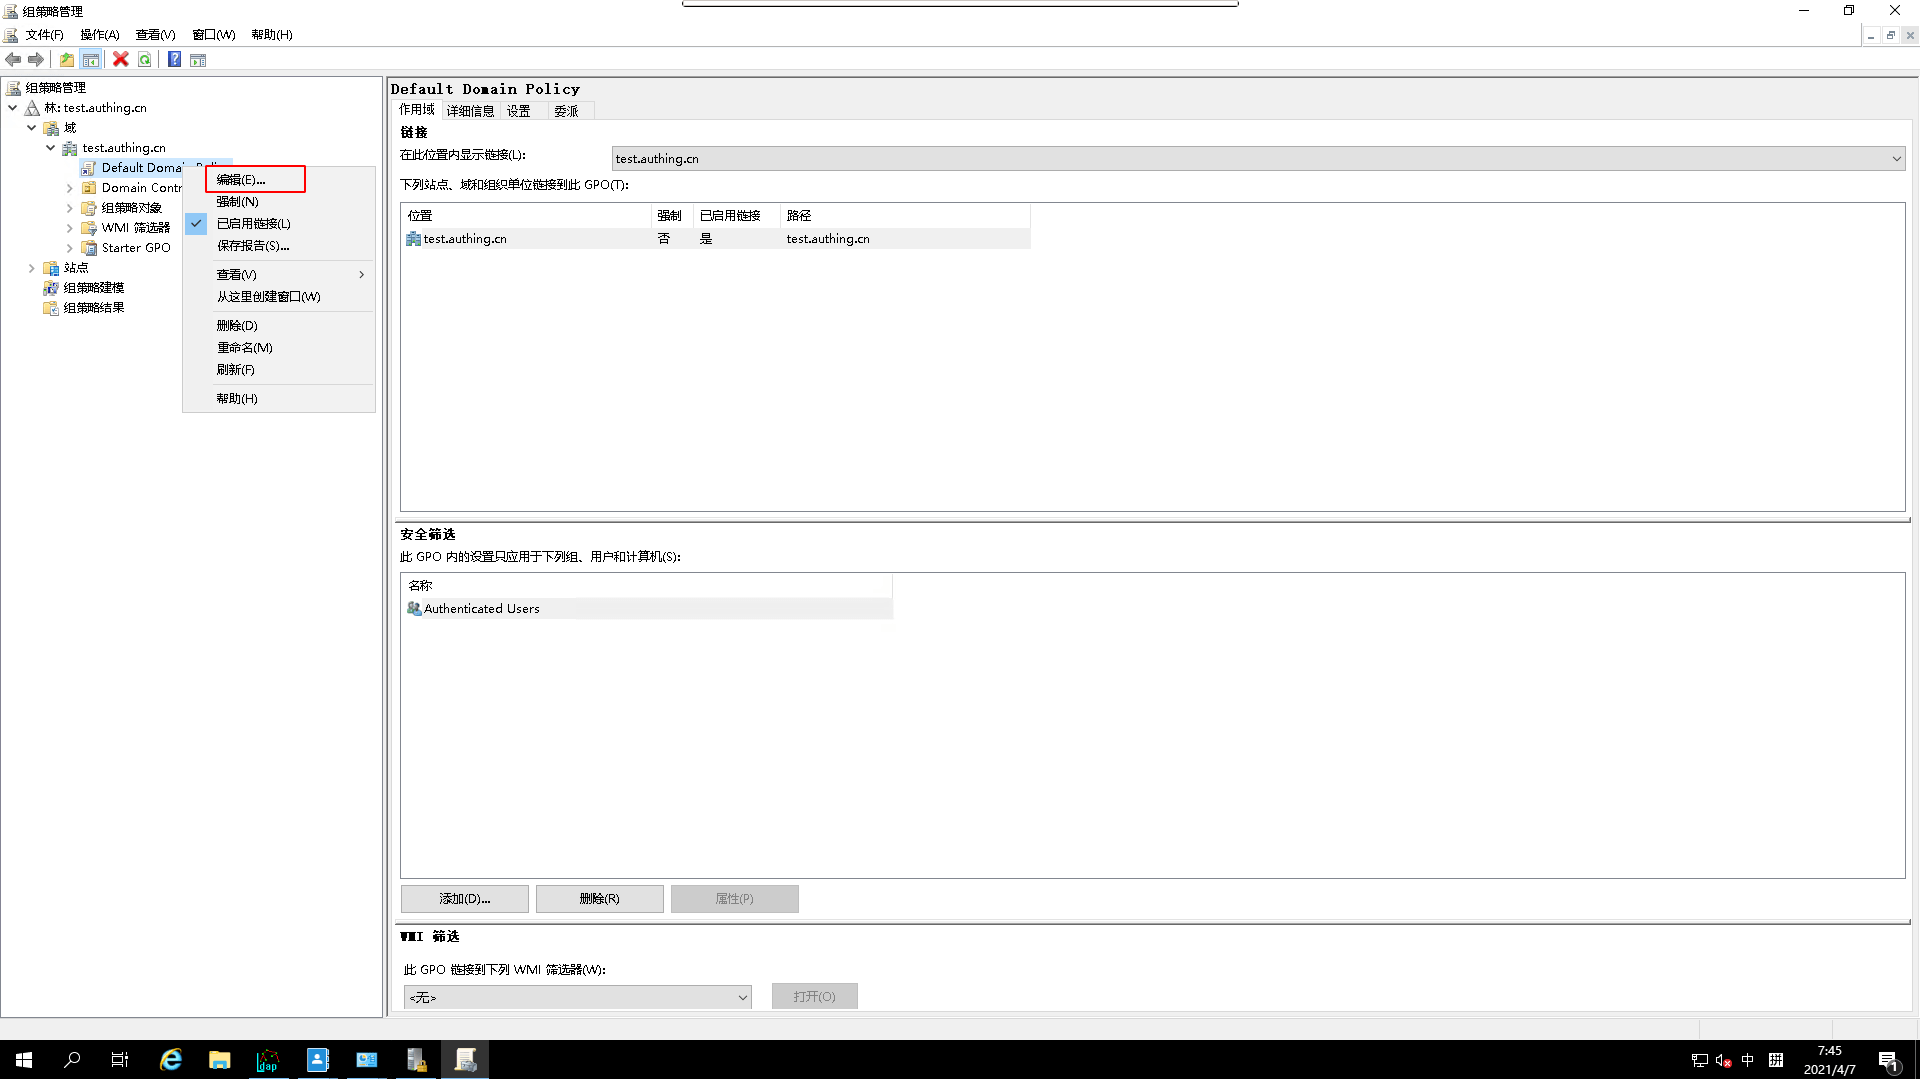 组策略管理
文件(F) 操作(A) 查看(V) 窗口(W) 帮助(H)
组策略管理
林: test.authing.cn
域
test.authing.cn
Default Doma
Domain Contr
组策略对象
WMI 筛选器
Starter GPO
站点
组策略建模
组策略结果
编辑(E)...
强制(N)
已启用链接(L)
保存报告(S)...
查看(V)
从这里创建窗口(W)
删除(D)
重命名(M)
刷新(F)
帮助(H)
Default Domain Policy
作用域 详细信息 设置 委派
链接
在此位置内显示链接(L):
test.authing.cn
下列站点、域和组织单位链接到此 GPO(T):
位置 强制 已启用链接 路径
test.authing.cn 否 是 test.authing.cn
安全筛选
此 GPO 内的设置只应用于下列组、用户和计算机(S):
名称
Authenticated Users
添加(D)... 删除(R) 属性(P)
WMI 筛选
此 GPO 链接到下列 WMI 筛选器(W):
<无>
打开(O)
dap
中
拼
7:45
2021/4/7
1